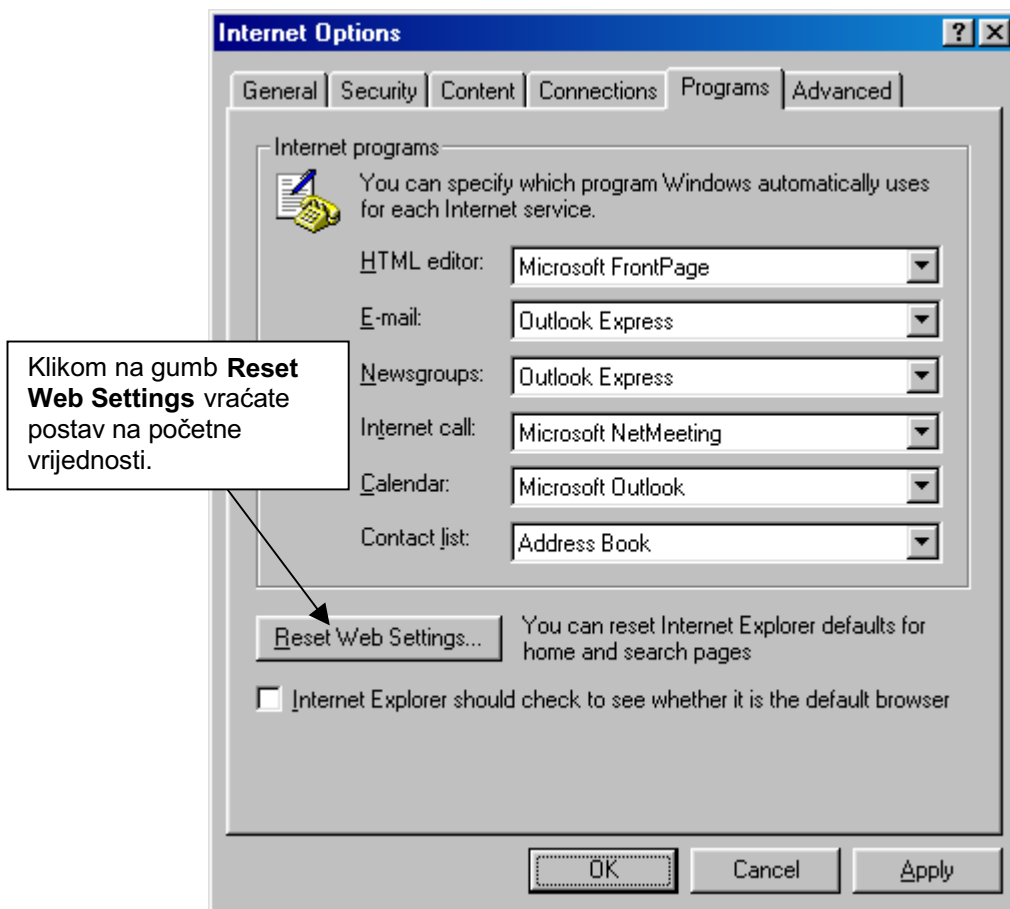 Internet Options
General Security Content Connections Programs Advanced
Internet programs
You can specify which program Windows automatically uses
for each Internet service.
HTML editor: Microsoft FrontPage
E-mail: Outlook Express
Newsgroups: Outlook Express
Internet call: Microsoft NetMeeting
Calendar: Microsoft Outlook
Contact list: Address Book
Klikom na gumb Reset
Web Settings vraćate
postav na početne
vrijednosti.
Reset Web Settings...
You can reset Internet Explorer defaults for
home and search pages
Internet Explorer should check to see whether it is the default browser
OK Cancel Apply